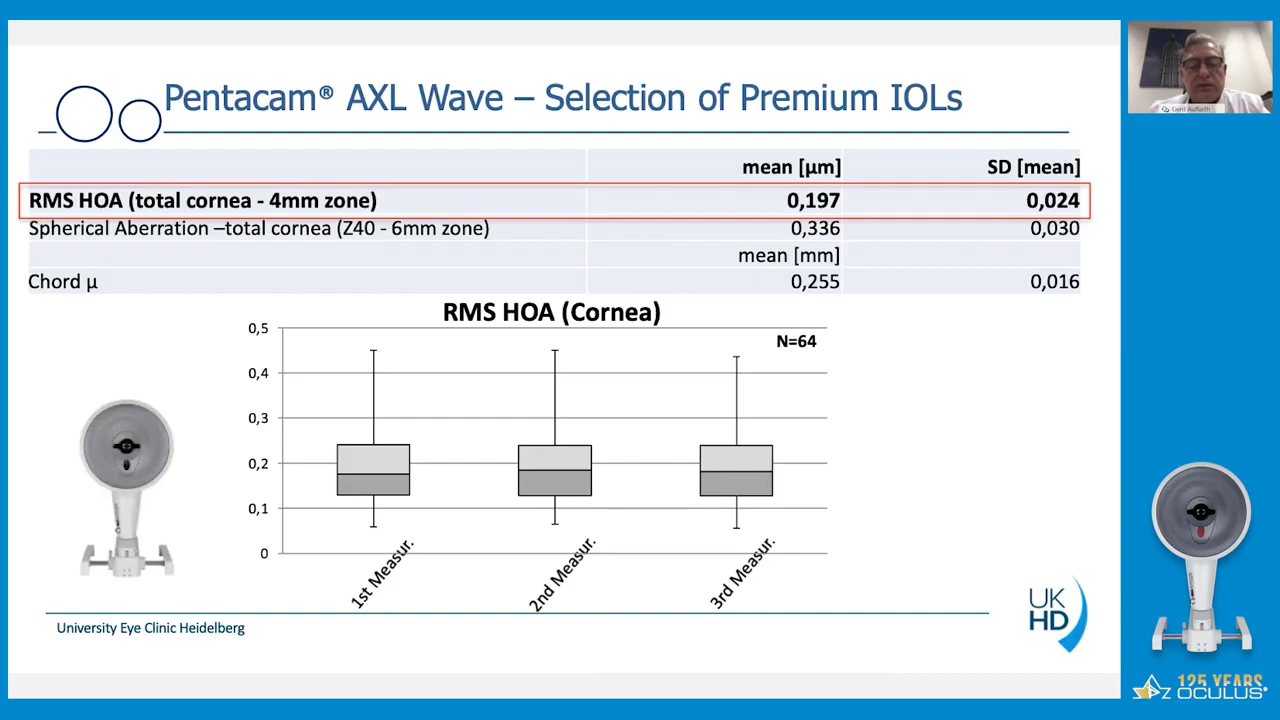 Pentacam® AXL Wave – Selection of Premium IOLs
mean [µm] SD [mean]
RMS HOA (total cornea - 4mm zone) 0,197 0,024
Spherical Aberration –total cornea (Z40 - 6mm zone) 0,336 0,030
mean [mm]
Chord µ 0,255 0,016
RMS HOA (Cornea)
N=64
0,5
0,4
0,3
0,2
0,1
0
1st Measur.
2nd Measur.
3rd Measur.
University Eye Clinic Heidelberg
UK
HD
Gerd Auffarth
125 YEARS
OCULUS®